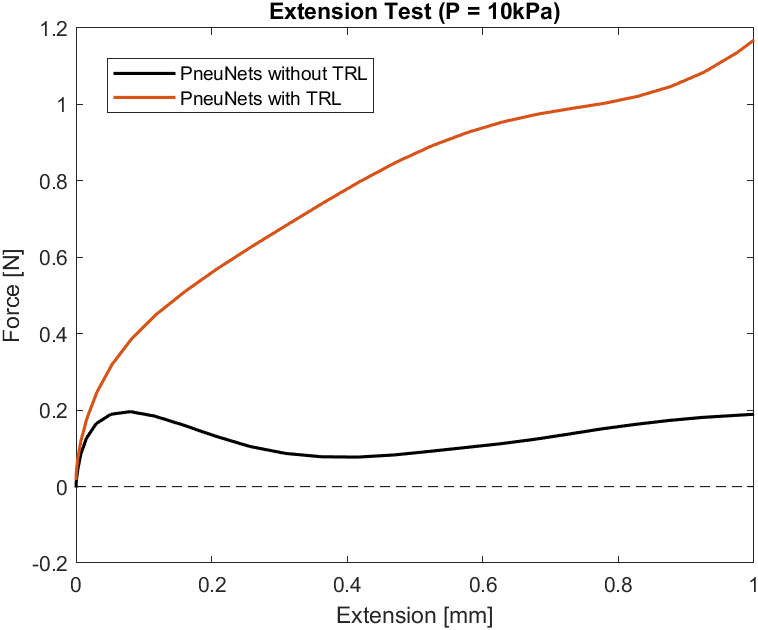 Extension Test (P = 10kPa)
PneuNets without TRL
PneuNets with TRL
1.2
1
0.8
0.6
0.4
0.2
0
-0.2
Force [N]
0 0.2 0.4 0.6 0.8 1
Extension [mm]